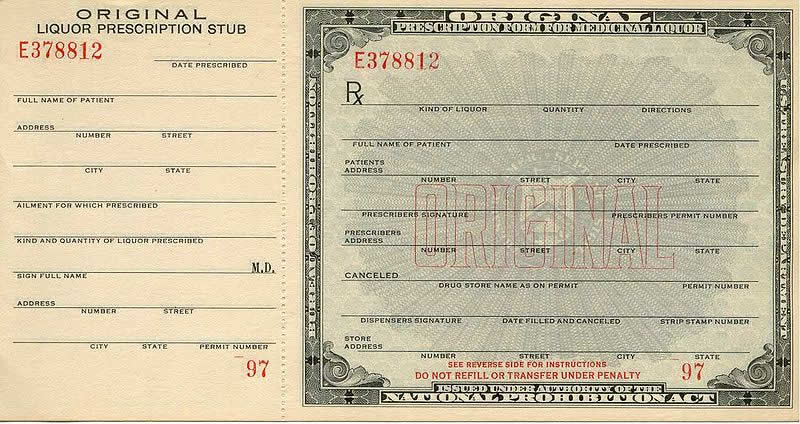 ORIGINAL
LIQUOR PRESCRIPTION STUB
E378812
DATE PRESCRIBED
FULL NAME OF PATIENT
ADDRESS
NUMBER STREET
CITY STATE
AILMENT FOR WHICH PRESCRIBED
KIND AND QUANTITY OF LIQUOR PRESCRIBED
M.D.
SIGN FULL NAME
ADDRESS
NUMBER STREET
CITY STATE PERMIT NUMBER
97
ORIGINAL
PRESCRIPTION FORM FOR MEDICINAL LIQUOR
E378812
Rx
KIND OF LIQUOR QUANTITY DIRECTIONS
FULL NAME OF PATIENT DATE PRESCRIBED
PATIENTS
ADDRESS
NUMBER STREET CITY STATE
ORIGINAL
PRESCRIBERS SIGNATURE PRESCRIBERS PERMIT NUMBER
PRESCRIBERS
ADDRESS
NUMBER STREET CITY STATE
CANCELED
DRUG STORE NAME AS ON PERMIT PERMIT NUMBER
DISPENSERS SIGNATURE DATE FILLED AND CANCELED STRIP STAMP NUMBER
STORE
ADDRESS
NUMBER STREET CITY STATE
SEE REVERSE SIDE FOR INSTRUCTIONS
DO NOT REFILL OR TRANSFER UNDER PENALTY
97
ISSUED UNDER AUTHORITY OF THE
NATIONAL PROHIBITION ACT